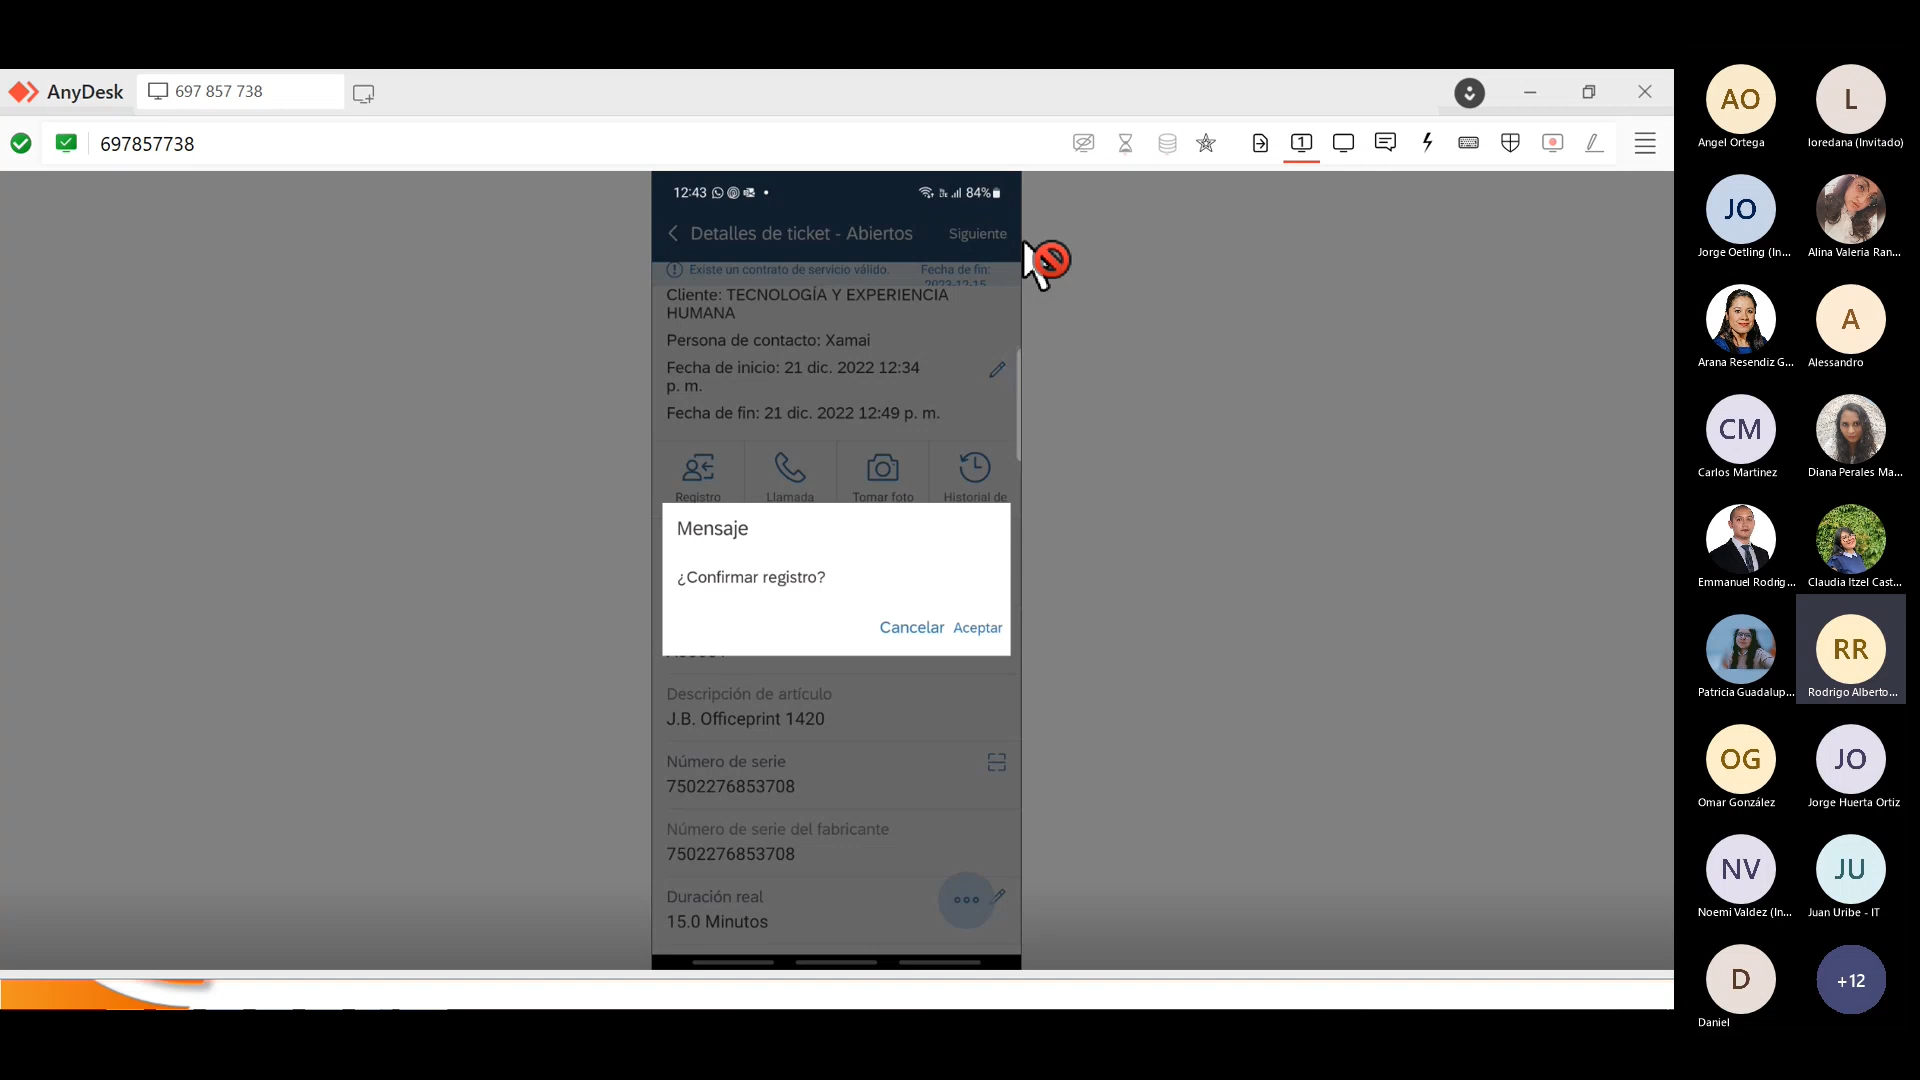 AnyDesk
697 857 738
697857738
1
12:43
84%
Detalles de ticket - Abiertos
Siguiente
Existe un contrato de servicio válido.
Fecha de fin:
2023-12-15
Cliente: TECNOLOGÍA Y EXPERIENCIA
HUMANA
Persona de contacto: Xamai
Fecha de inicio: 21 dic. 2022 12:34
p. m.
Fecha de fin: 21 dic. 2022 12:49 p. m.
Registro
Llamada
Tomar foto
Historial de
Mensaje
¿Confirmar registro?
Cancelar
Aceptar
Descripción de artículo
J.B. Officeprint 1420
Número de serie
7502276853708
Número de serie del fabricante
7502276853708
Duración real
15.0 Minutos
AO
Angel Ortega
L
loredana (Invitado)
JO
Jorge Oetling (In...
Alina Valeria Ran...
Arana Resendiz G...
A
Alessandro
CM
Carlos Martinez
Diana Perales Ma...
Emmanuel Rodrig...
Claudia Itzel Cast...
Patricia Guadalup...
RR
Rodrigo Alberto...
OG
Omar González
JO
Jorge Huerta Ortiz
NV
Noemi Valdez (In...
JU
Juan Uribe - IT
D
Daniel
+12